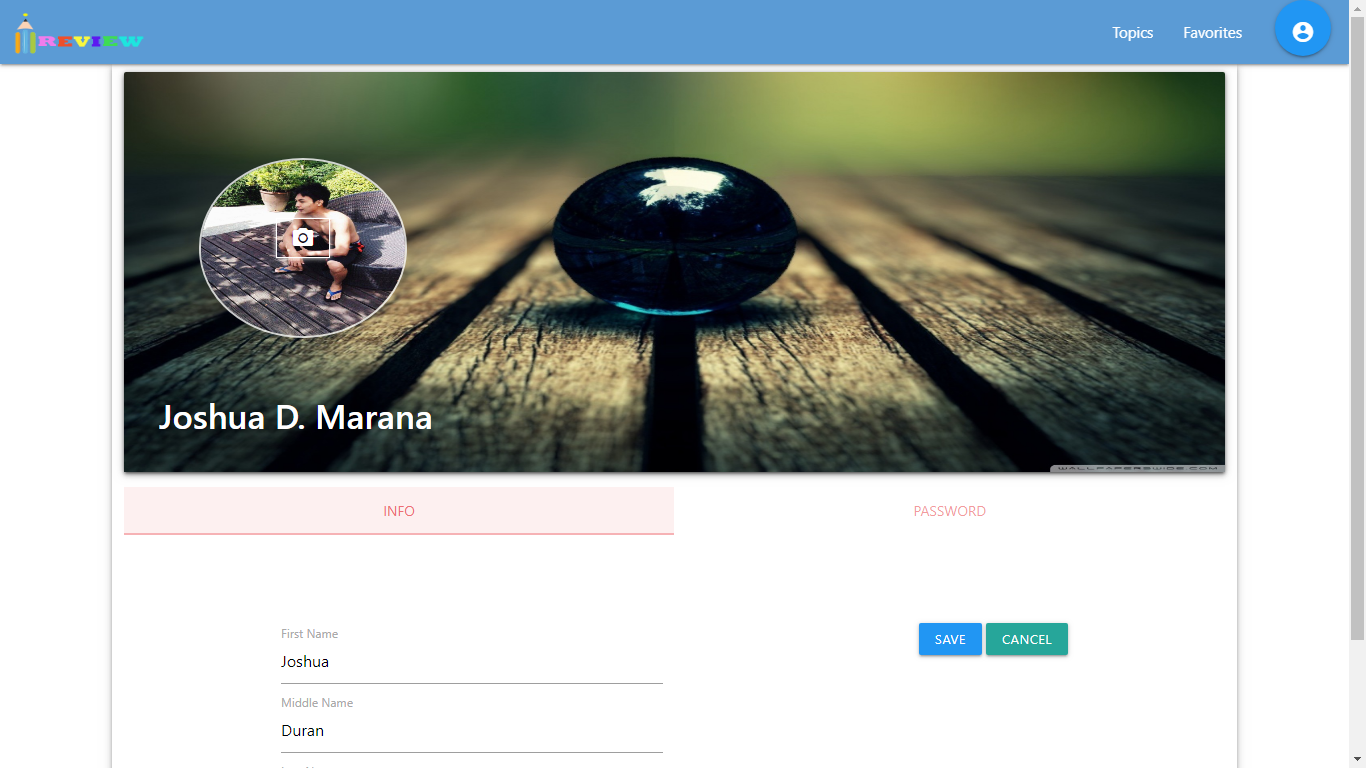 REVIEW
Topics
Favorites
Joshua D. Marana
WALLPAPERSWIDE.COM
INFO
PASSWORD
First Name
Joshua
SAVE
CANCEL
Middle Name
Duran